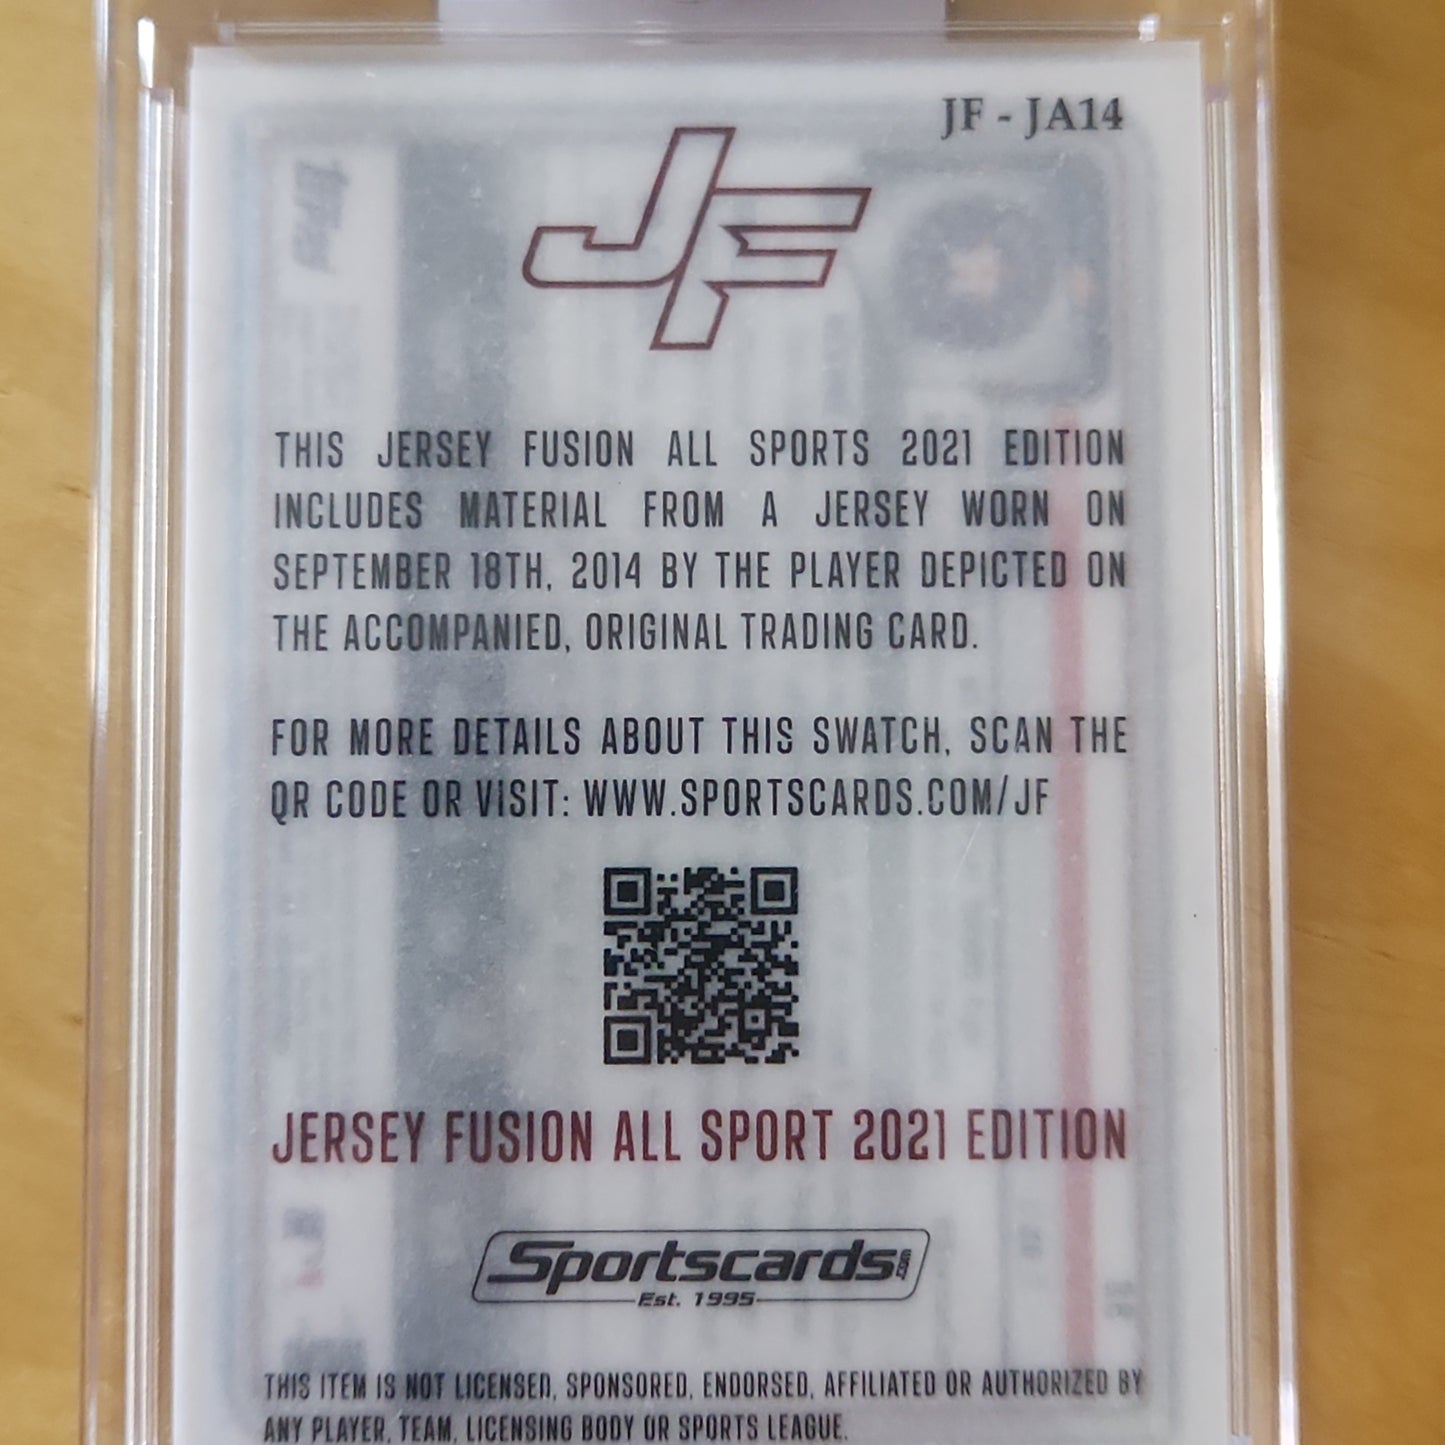 JF - JA14
JF
THIS JERSEY FUSION ALL SPORTS 2021 EDITION
INCLUDES MATERIAL FROM A JERSEY WORN ON
SEPTEMBER 18TH, 2014 BY THE PLAYER DEPICTED ON
THE ACCOMPANIED, ORIGINAL TRADING CARD.
FOR MORE DETAILS ABOUT THIS SWATCH, SCAN THE
QR CODE OR VISIT: WWW.SPORTSCARDS.COM/JF
JERSEY FUSION ALL SPORT 2021 EDITION
Sportscards.com
Est. 1995
THIS ITEM IS NOT LICENSED, SPONSORED, ENDORSED, AFFILIATED OR AUTHORIZED BY
ANY PLAYER, TEAM, LICENSING BODY OR SPORTS LEAGUE.